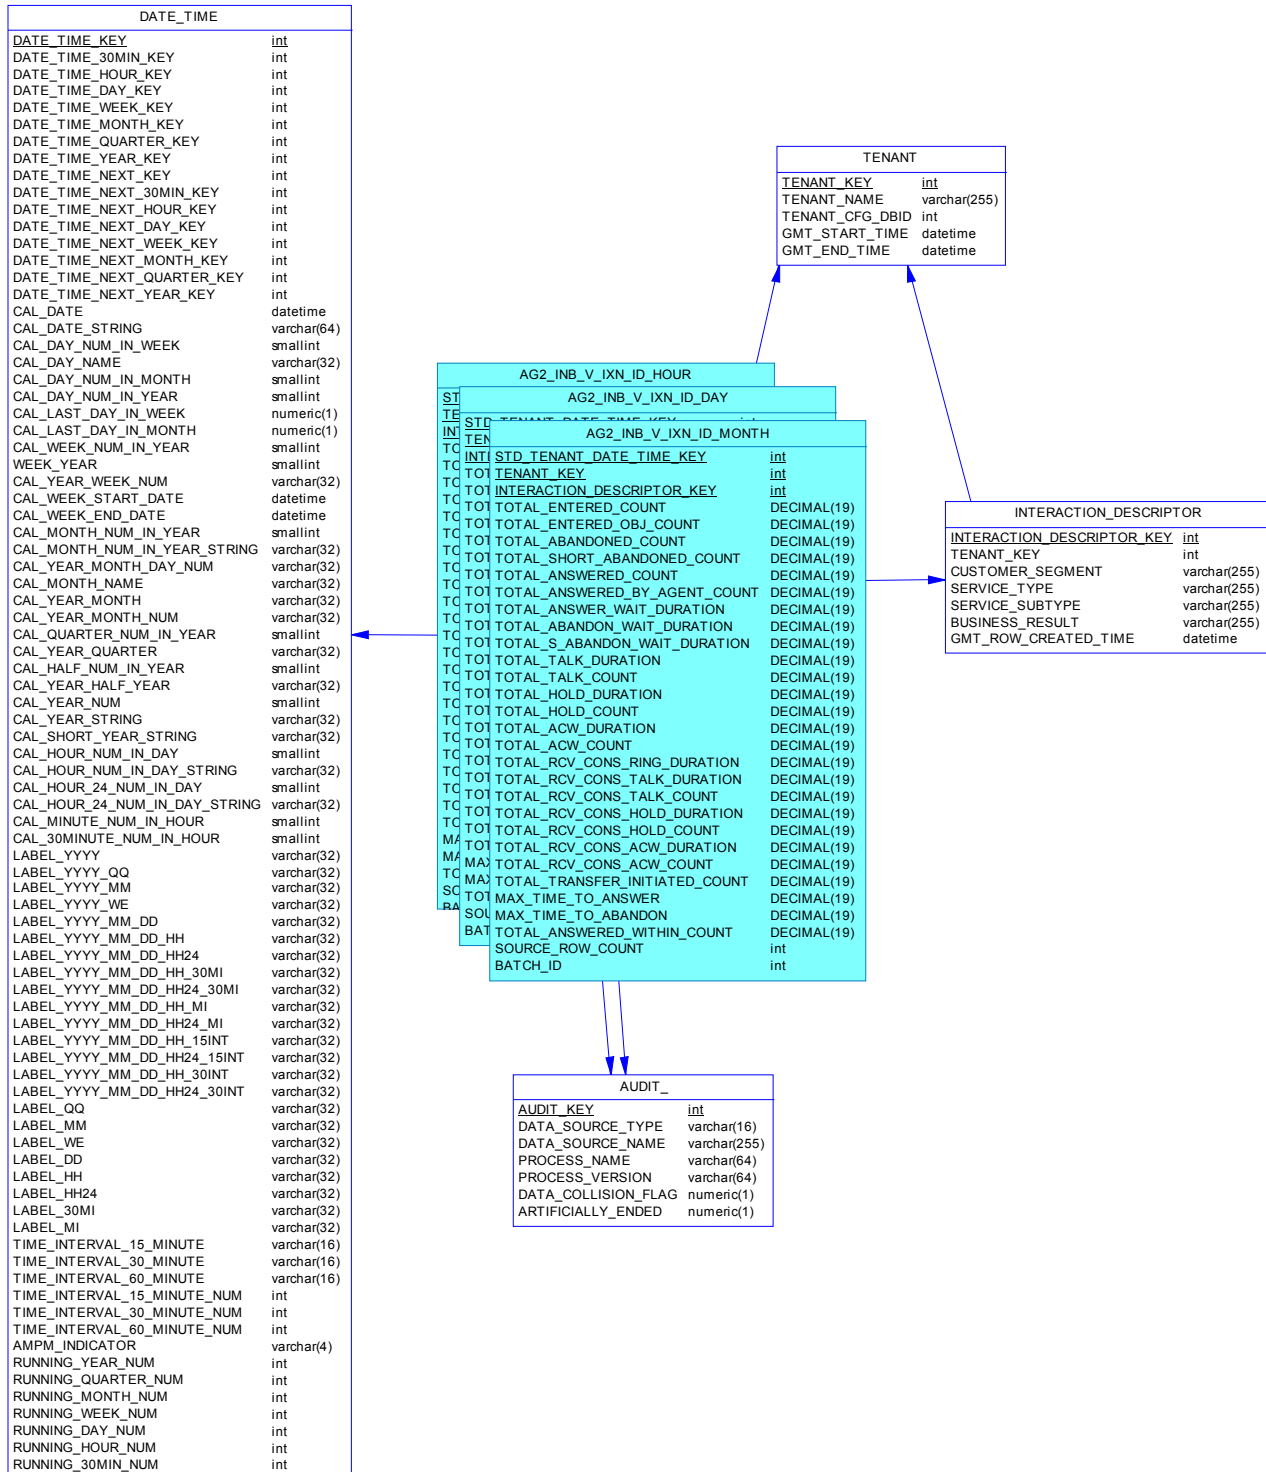 DATE_TIME
DATE_TIME_KEY int
DATE_TIME_30MIN_KEY int
DATE_TIME_HOUR_KEY int
DATE_TIME_DAY_KEY int
DATE_TIME_WEEK_KEY int
DATE_TIME_MONTH_KEY int
DATE_TIME_QUARTER_KEY int
DATE_TIME_YEAR_KEY int
DATE_TIME_NEXT_KEY int
DATE_TIME_NEXT_30MIN_KEY int
DATE_TIME_NEXT_HOUR_KEY int
DATE_TIME_NEXT_DAY_KEY int
DATE_TIME_NEXT_WEEK_KEY int
DATE_TIME_NEXT_MONTH_KEY int
DATE_TIME_NEXT_QUARTER_KEY int
DATE_TIME_NEXT_YEAR_KEY int
CAL_DATE datetime
CAL_DATE_STRING varchar(64)
CAL_DAY_NUM_IN_WEEK smallint
CAL_DAY_NAME varchar(32)
CAL_DAY_NUM_IN_MONTH smallint
CAL_DAY_NUM_IN_YEAR smallint
CAL_LAST_DAY_IN_WEEK numeric(1)
CAL_LAST_DAY_IN_MONTH numeric(1)
CAL_WEEK_NUM_IN_YEAR smallint
WEEK_YEAR smallint
CAL_YEAR_WEEK_NUM varchar(32)
CAL_WEEK_START_DATE datetime
CAL_WEEK_END_DATE datetime
CAL_MONTH_NUM_IN_YEAR smallint
CAL_MONTH_NUM_IN_YEAR_STRING varchar(32)
CAL_YEAR_MONTH_DAY_NUM varchar(32)
CAL_MONTH_NAME varchar(32)
CAL_YEAR_MONTH varchar(32)
CAL_YEAR_MONTH_NUM varchar(32)
CAL_QUARTER_NUM_IN_YEAR smallint
CAL_YEAR_QUARTER varchar(32)
CAL_HALF_NUM_IN_YEAR smallint
CAL_YEAR_HALF_YEAR varchar(32)
CAL_YEAR_NUM smallint
CAL_YEAR_STRING varchar(32)
CAL_SHORT_YEAR_STRING varchar(32)
CAL_HOUR_NUM_IN_DAY smallint
CAL_HOUR_NUM_IN_DAY_STRING varchar(32)
CAL_HOUR_24_NUM_IN_DAY smallint
CAL_HOUR_24_NUM_IN_DAY_STRING varchar(32)
CAL_MINUTE_NUM_IN_HOUR smallint
CAL_30MINUTE_NUM_IN_HOUR smallint
LABEL_YYYY varchar(32)
LABEL_YYYY_QQ varchar(32)
LABEL_YYYY_MM varchar(32)
LABEL_YYYY_WE varchar(32)
LABEL_YYYY_MM_DD varchar(32)
LABEL_YYYY_MM_DD_HH varchar(32)
LABEL_YYYY_MM_DD_HH24 varchar(32)
LABEL_YYYY_MM_DD_HH_30MI varchar(32)
LABEL_YYYY_MM_DD_HH24_30MI varchar(32)
LABEL_YYYY_MM_DD_HH_MI varchar(32)
LABEL_YYYY_MM_DD_HH24_MI varchar(32)
LABEL_YYYY_MM_DD_HH_15INT varchar(32)
LABEL_YYYY_MM_DD_HH24_15INT varchar(32)
LABEL_YYYY_MM_DD_HH_30INT varchar(32)
LABEL_YYYY_MM_DD_HH24_30INT varchar(32)
LABEL_QQ varchar(32)
LABEL_MM varchar(32)
LABEL_WE varchar(32)
LABEL_DD varchar(32)
LABEL_HH varchar(32)
LABEL_HH24 varchar(32)
LABEL_30MI varchar(32)
LABEL_MI varchar(32)
TIME_INTERVAL_15_MINUTE varchar(16)
TIME_INTERVAL_30_MINUTE varchar(16)
TIME_INTERVAL_60_MINUTE varchar(16)
TIME_INTERVAL_15_MINUTE_NUM int
TIME_INTERVAL_30_MINUTE_NUM int
TIME_INTERVAL_60_MINUTE_NUM int
AMPM_INDICATOR varchar(4)
RUNNING_YEAR_NUM int
RUNNING_QUARTER_NUM int
RUNNING_MONTH_NUM int
RUNNING_WEEK_NUM int
RUNNING_DAY_NUM int
RUNNING_HOUR_NUM int
RUNNING_30MIN_NUM int
TENANT
TENANT_KEY int
TENANT_NAME varchar(255)
TENANT_CFG_DBID int
GMT_START_TIME datetime
GMT_END_TIME datetime
AG2_INB_V_IXN_ID_HOUR
AG2_INB_V_IXN_ID_DAY
AG2_INB_V_IXN_ID_MONTH
STD_TENANT_DATE_TIME_KEY int
TENANT_KEY int
INTERACTION_DESCRIPTOR_KEY int
TOTAL_ENTERED_COUNT DECIMAL(19)
TOTAL_ENTERED_OBJ_COUNT DECIMAL(19)
TOTAL_ABANDONED_COUNT DECIMAL(19)
TOTAL_SHORT_ABANDONED_COUNT DECIMAL(19)
TOTAL_ANSWERED_COUNT DECIMAL(19)
TOTAL_ANSWERED_BY_AGENT_COUNT DECIMAL(19)
TOTAL_ANSWER_WAIT_DURATION DECIMAL(19)
TOTAL_ABANDON_WAIT_DURATION DECIMAL(19)
TOTAL_S_ABANDON_WAIT_DURATION DECIMAL(19)
TOTAL_TALK_DURATION DECIMAL(19)
TOTAL_TALK_COUNT DECIMAL(19)
TOTAL_HOLD_DURATION DECIMAL(19)
TOTAL_HOLD_COUNT DECIMAL(19)
TOTAL_ACW_DURATION DECIMAL(19)
TOTAL_ACW_COUNT DECIMAL(19)
TOTAL_RCV_CONS_RING_DURATION DECIMAL(19)
TOTAL_RCV_CONS_TALK_DURATION DECIMAL(19)
TOTAL_RCV_CONS_TALK_COUNT DECIMAL(19)
TOTAL_RCV_CONS_HOLD_DURATION DECIMAL(19)
TOTAL_RCV_CONS_HOLD_COUNT DECIMAL(19)
TOTAL_RCV_CONS_ACW_DURATION DECIMAL(19)
TOTAL_RCV_CONS_ACW_COUNT DECIMAL(19)
TOTAL_TRANSFER_INITIATED_COUNT DECIMAL(19)
MAX_TIME_TO_ANSWER DECIMAL(19)
MAX_TIME_TO_ABANDON DECIMAL(19)
TOTAL_ANSWERED_WITHIN_COUNT DECIMAL(19)
SOURCE_ROW_COUNT int
BATCH_ID int
INTERACTION_DESCRIPTOR
INTERACTION_DESCRIPTOR_KEY int
TENANT_KEY int
CUSTOMER_SEGMENT varchar(255)
SERVICE_TYPE varchar(255)
SERVICE_SUBTYPE varchar(255)
BUSINESS_RESULT varchar(255)
GMT_ROW_CREATED_TIME datetime
AUDIT_
AUDIT_KEY int
DATA_SOURCE_TYPE varchar(16)
DATA_SOURCE_NAME varchar(255)
PROCESS_NAME varchar(64)
PROCESS_VERSION varchar(64)
DATA_COLLISION_FLAG numeric(1)
ARTIFICIALLY_ENDED numeric(1)